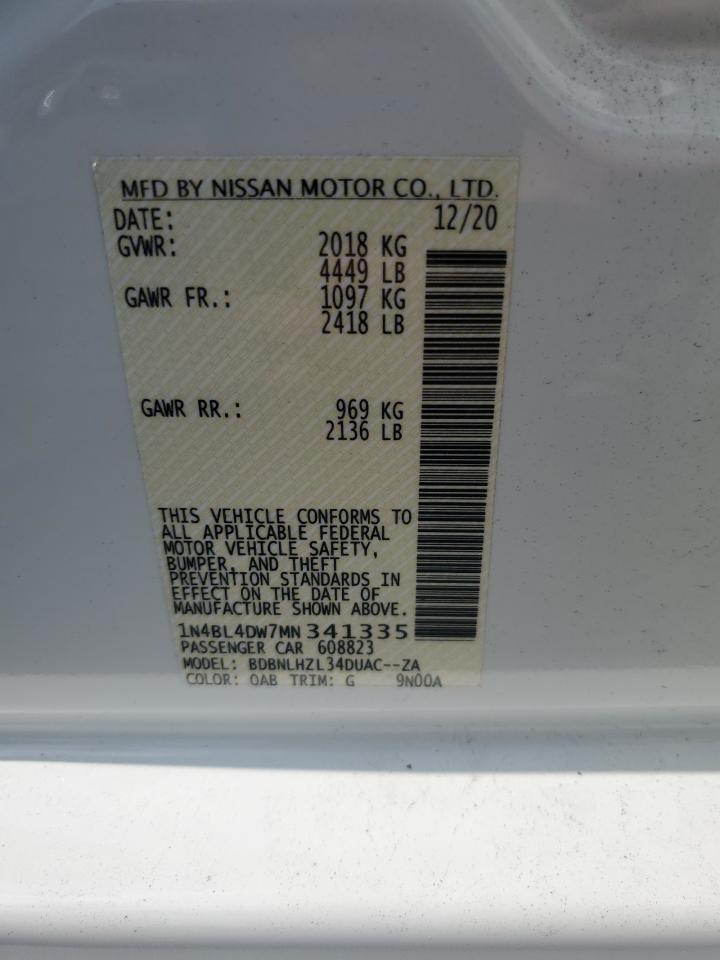 MFD BY NISSAN MOTOR CO., LTD.
DATE: 12/20
GVWR: 2018 KG
4449 LB
GAWR FR.: 1097 KG
2418 LB
GAWR RR.: 969 KG
2136 LB
THIS VEHICLE CONFORMS TO
ALL APPLICABLE FEDERAL
MOTOR VEHICLE SAFETY,
BUMPER, AND THEFT
PREVENTION STANDARDS IN
EFFECT ON THE DATE OF
MANUFACTURE SHOWN ABOVE.
1N4BL4DW7MN341335
PASSENGER CAR 608823
MODEL: BDBNLHZL34DUAC--ZA
COLOR: QAB TRIM: G 9N00A